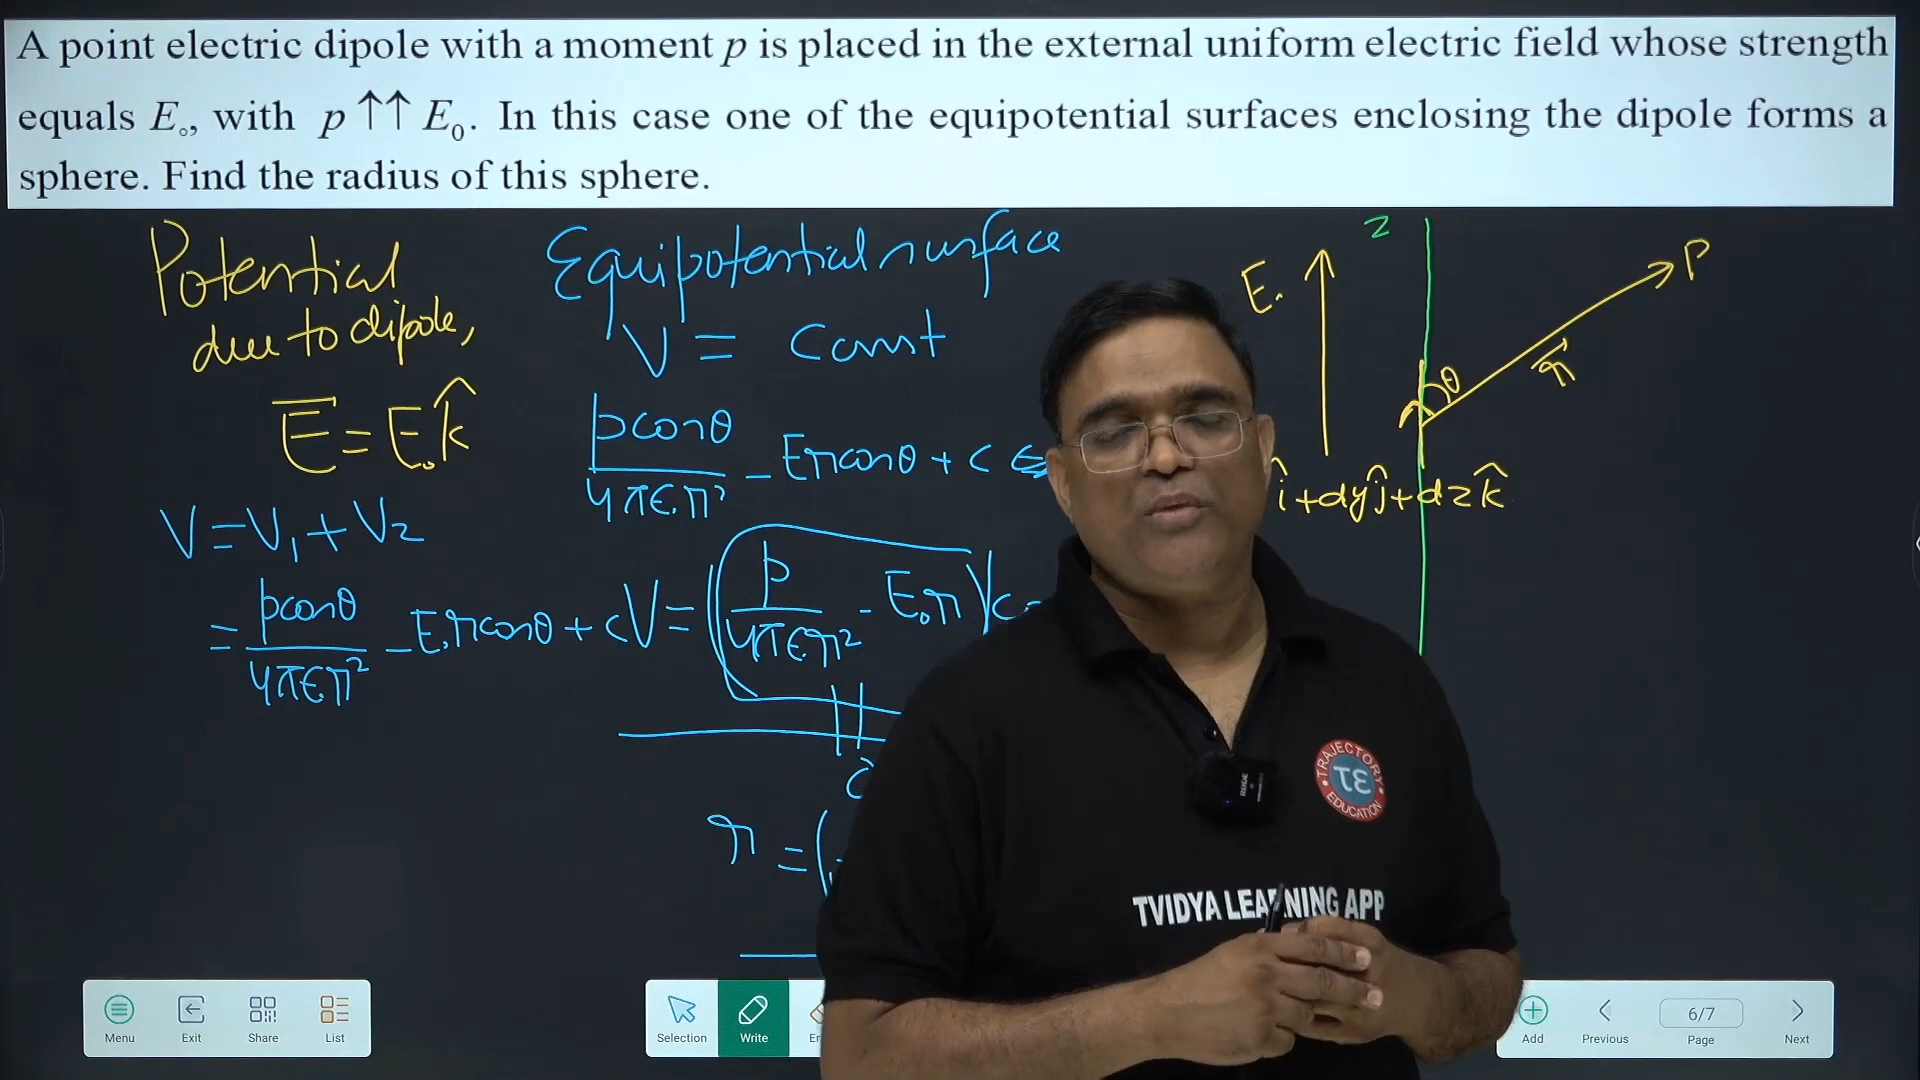 A point electric dipole with a moment p is placed in the external uniform electric field whose strength
equals E₀, with p ↑↑ E₀. In this case one of the equipotential surfaces enclosing the dipole forms a
sphere. Find the radius of this sphere.
Potential
due to dipole,
E̅ = E₀k̂
V = V₁ + V₂
= pcosθ/4πε₀r² - E₀rcosθ + c
Equipotential surface
V = const
pcosθ/4πε₀r² - E₀rcosθ + c
V = (p/4πε₀r² - E₀r)
r = (
z
E₀
P
θ
r⃗
î + dyĵ + dzk̂
TRAJECTORY
τε
EDUCATION
RODE
TVIDYA LEARNING APP
Menu
Exit
Share
List
Selection
Write
Add
Previous
6/7
Page
Next